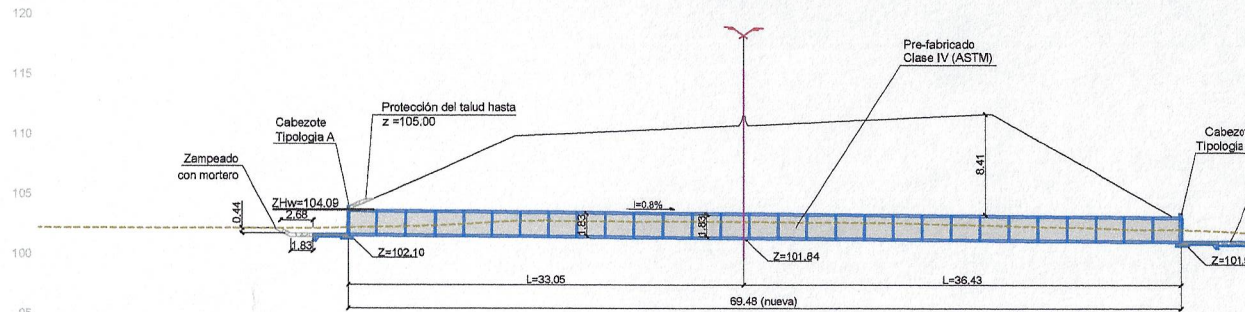 120
115
110
105
100
95
Pre-fabricado
Clase IV (ASTM)
Protección del talud hasta
z =105.00
Cabezote
Tipologia A
Zampeado
con mortero
ZHw=104.09
2.68
0.44
1.83
Z=102.10
i=0.8%
1.83
1.83
8.41
Z=101.84
Tipologia
L=33.05
L=36.43
69.48 (nueva)